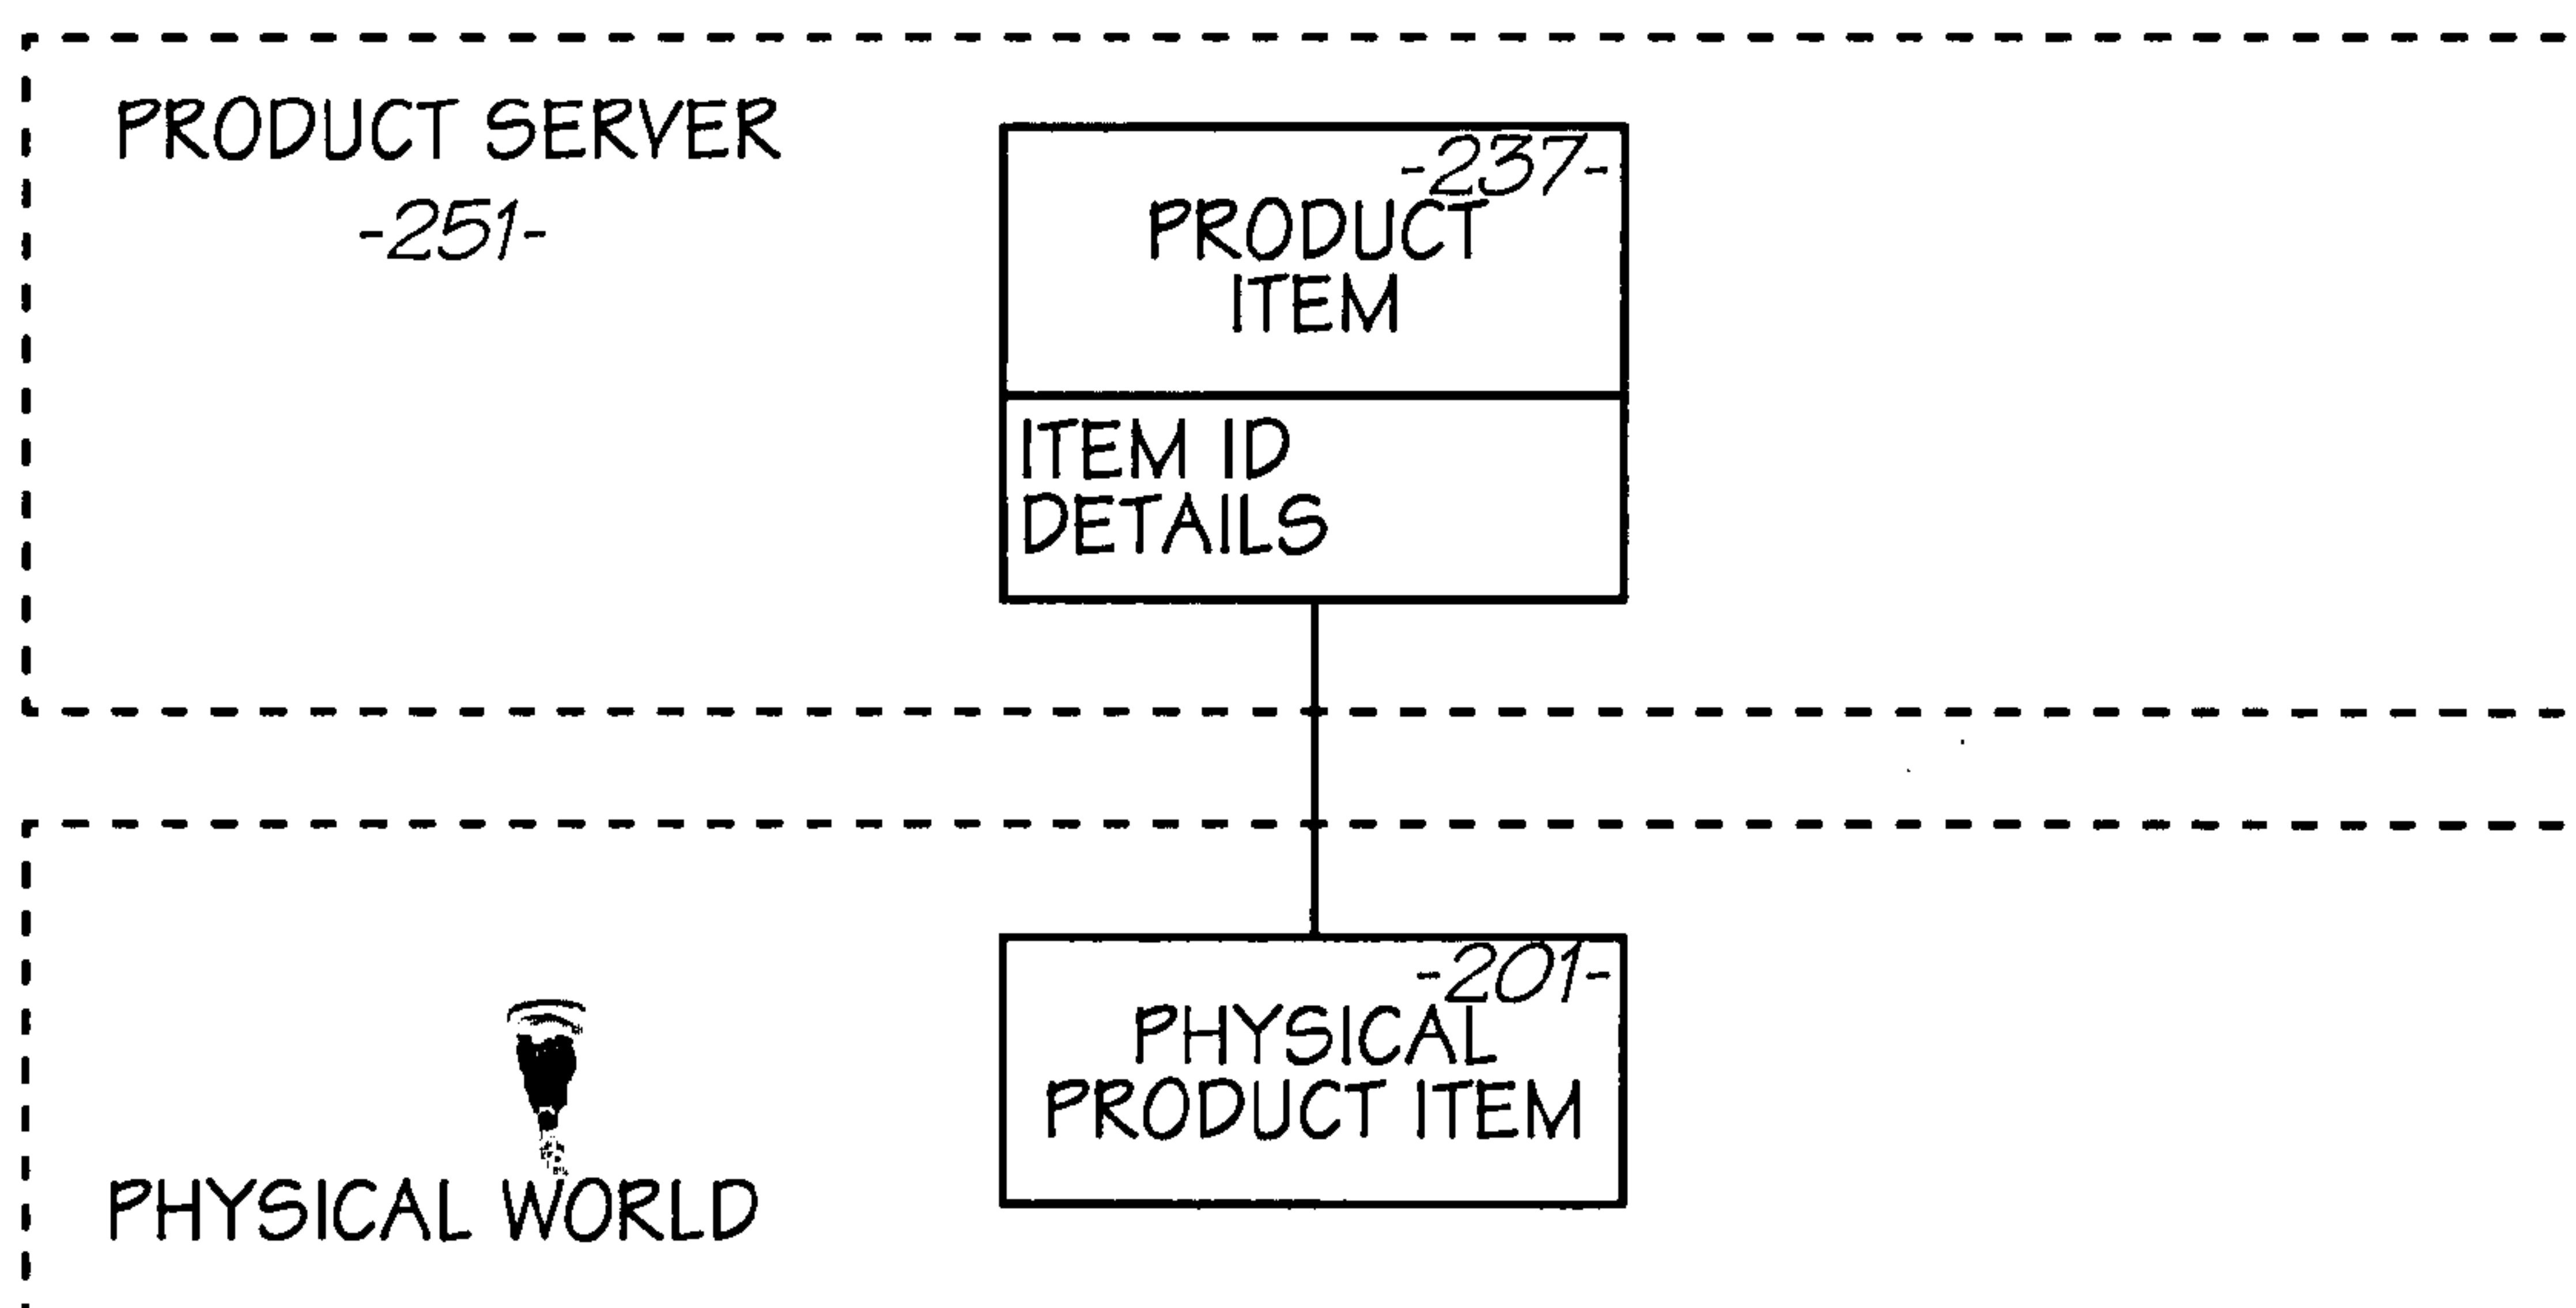 PRODUCT SERVER
-251-
-237-
PRODUCT
ITEM
ITEM ID
DETAILS
-201-
PHYSICAL
PRODUCT ITEM
PHYSICAL WORLD